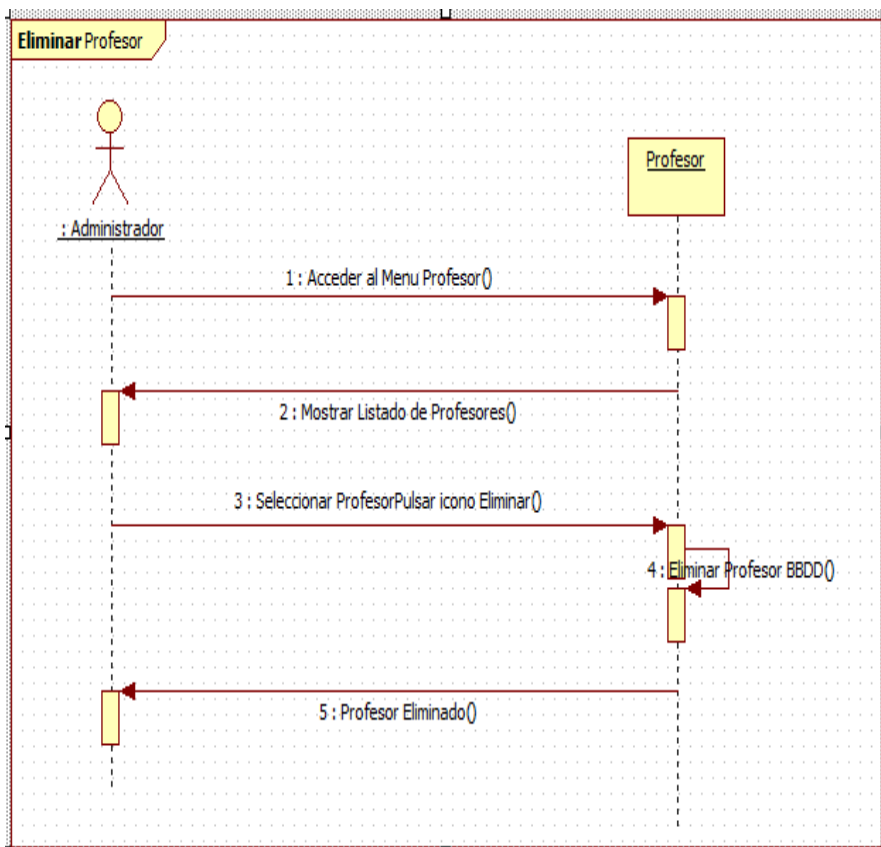 Eliminar Profesor
Profesor
: Administrador
1 : Acceder al Menu Profesor()
2 : Mostrar Listado de Profesores()
3 : Seleccionar ProfesorPulsar icono Eliminar()
4 : Eliminar Profesor BBDD()
5 : Profesor Eliminado()